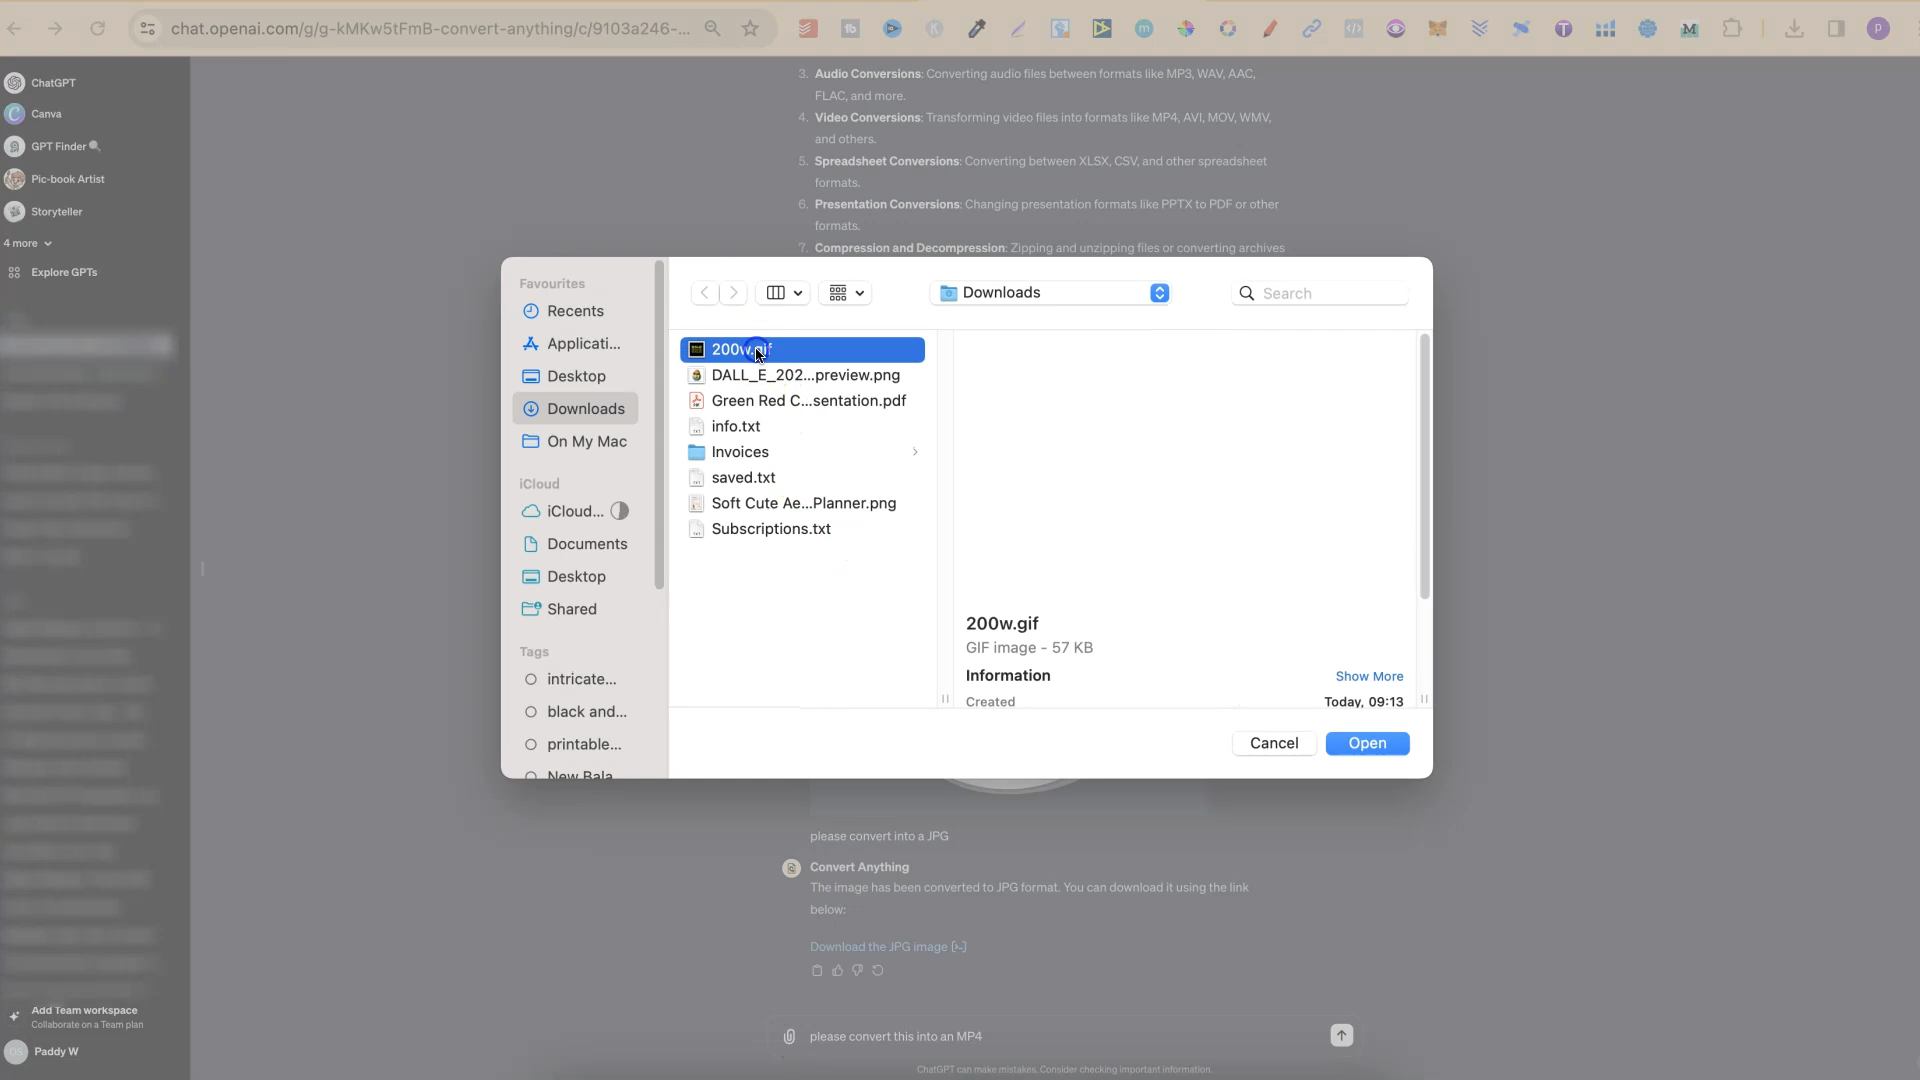 chat.openai.com/g/g-kMKw5tFmB-convert-anything/c/9103a246-...
ChatGPT
Canva
GPT Finder
Pic-book Artist
Storyteller
4 more
Explore GPTs
Add Team workspace
Collaborate on a Team plan
Paddy W
3. Audio Conversions: Converting audio files between formats like MP3, WAV, AAC,
FLAC, and more.
4. Video Conversions: Transforming video files into formats like MP4, AVI, MOV, WMV,
and others.
5. Spreadsheet Conversions: Converting between XLSX, CSV, and other spreadsheet
formats.
6. Presentation Conversions: Changing presentation formats like PPTX to PDF or other
formats.
7. Compression and Decompression: Zipping and unzipping files or converting archives
Favourites
Recents
Applicati...
Desktop
Downloads
On My Mac
iCloud
iCloud...
Documents
Desktop
Shared
Tags
intricate...
black and...
printable...
New Bala
Downloads
Search
200w.gif
DALL_E_202...preview.png
Green Red C...sentation.pdf
info.txt
Invoices
saved.txt
Soft Cute Ae...Planner.png
Subscriptions.txt
200w.gif
GIF image - 57 KB
Information
Show More
Created
Today, 09:13
Cancel
Open
please convert into a JPG
Convert Anything
The image has been converted to JPG format. You can download it using the link
below:
Download the JPG image [>-]
please convert this into an MP4
ChatGPT can make mistakes. Consider checking important information.